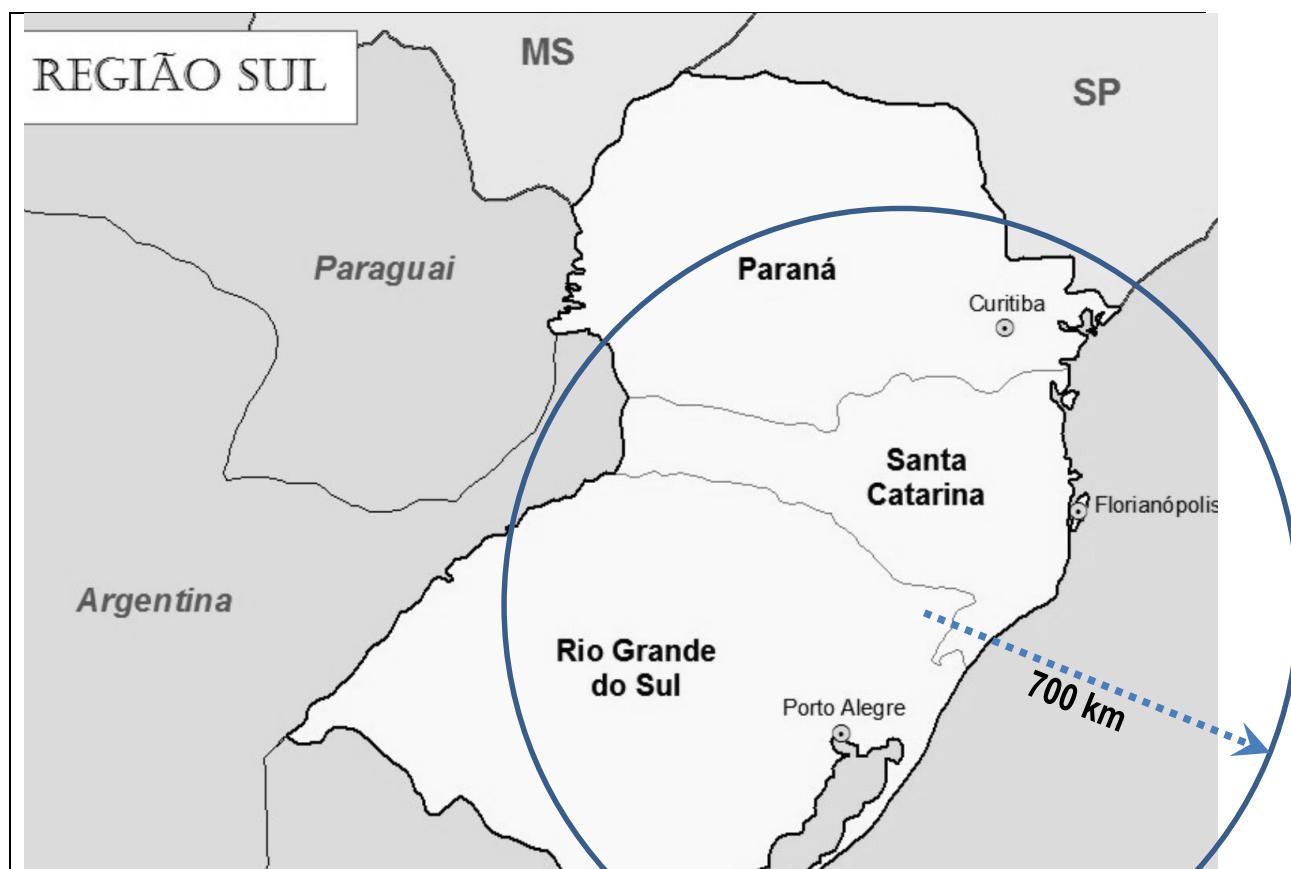 REGIÃO SUL
MS
SP
Paraguai
Paraná
Curitiba
Santa
Catarina
Florianópolis
Argentina
Rio Grande
do Sul
Porto Alegre
700 km